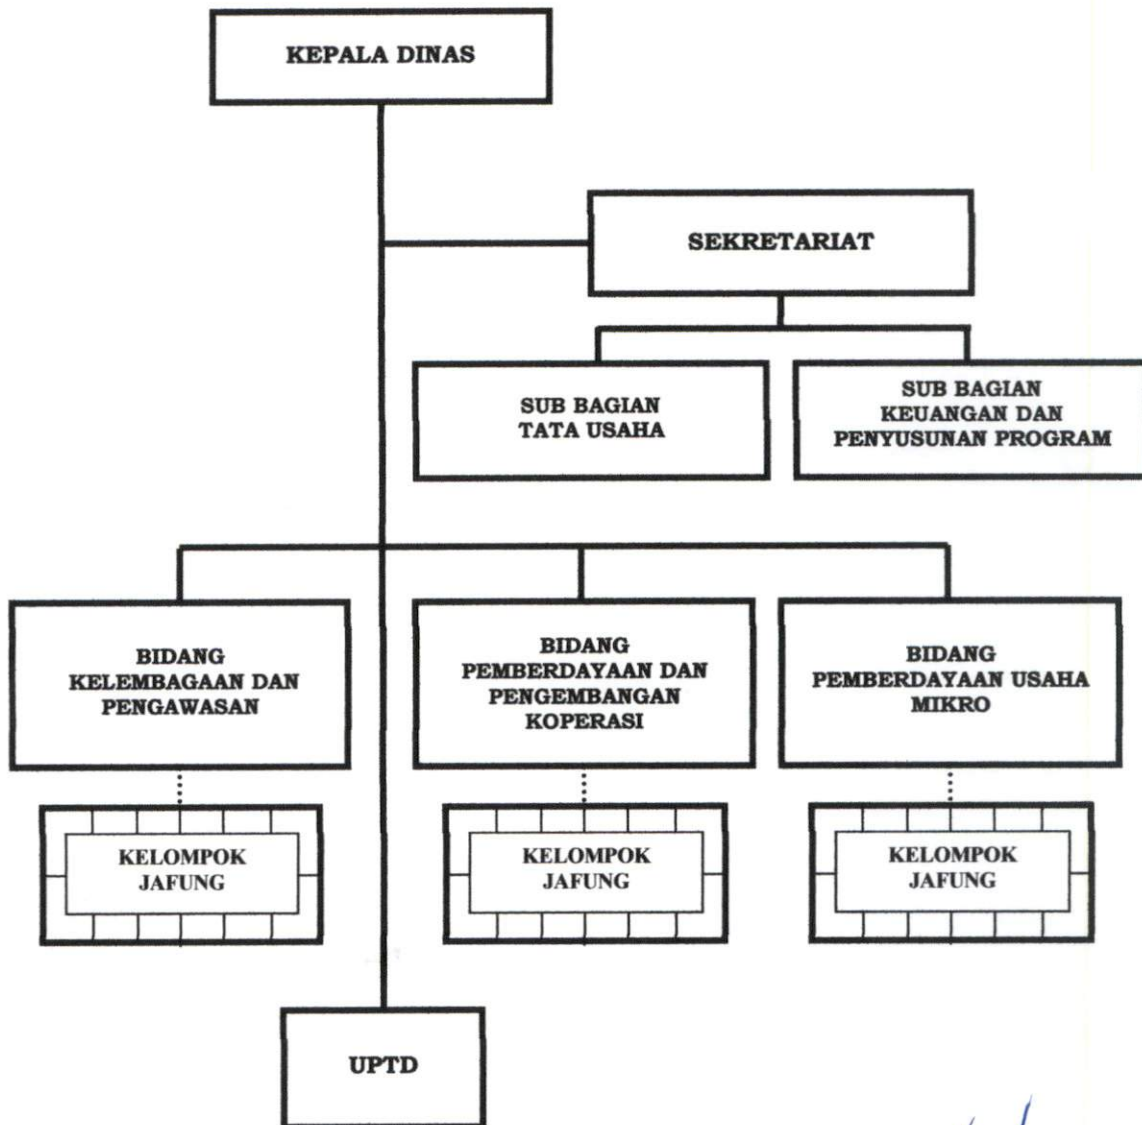 KEPALA DINAS
SEKRETARIAT
SUB BAGIAN
TATA USAHA
SUB BAGIAN
KEUANGAN DAN
PENYUSUNAN PROGRAM
BIDANG
KELEMBAGAAN DAN
PENGAWASAN
BIDANG
PEMBERDAYAAN DAN
PENGEMBANGAN
KOPERASI
BIDANG
PEMBERDAYAAN USAHA
MIKRO
KELOMPOK
JAFUNG
KELOMPOK
JAFUNG
KELOMPOK
JAFUNG
UPTD